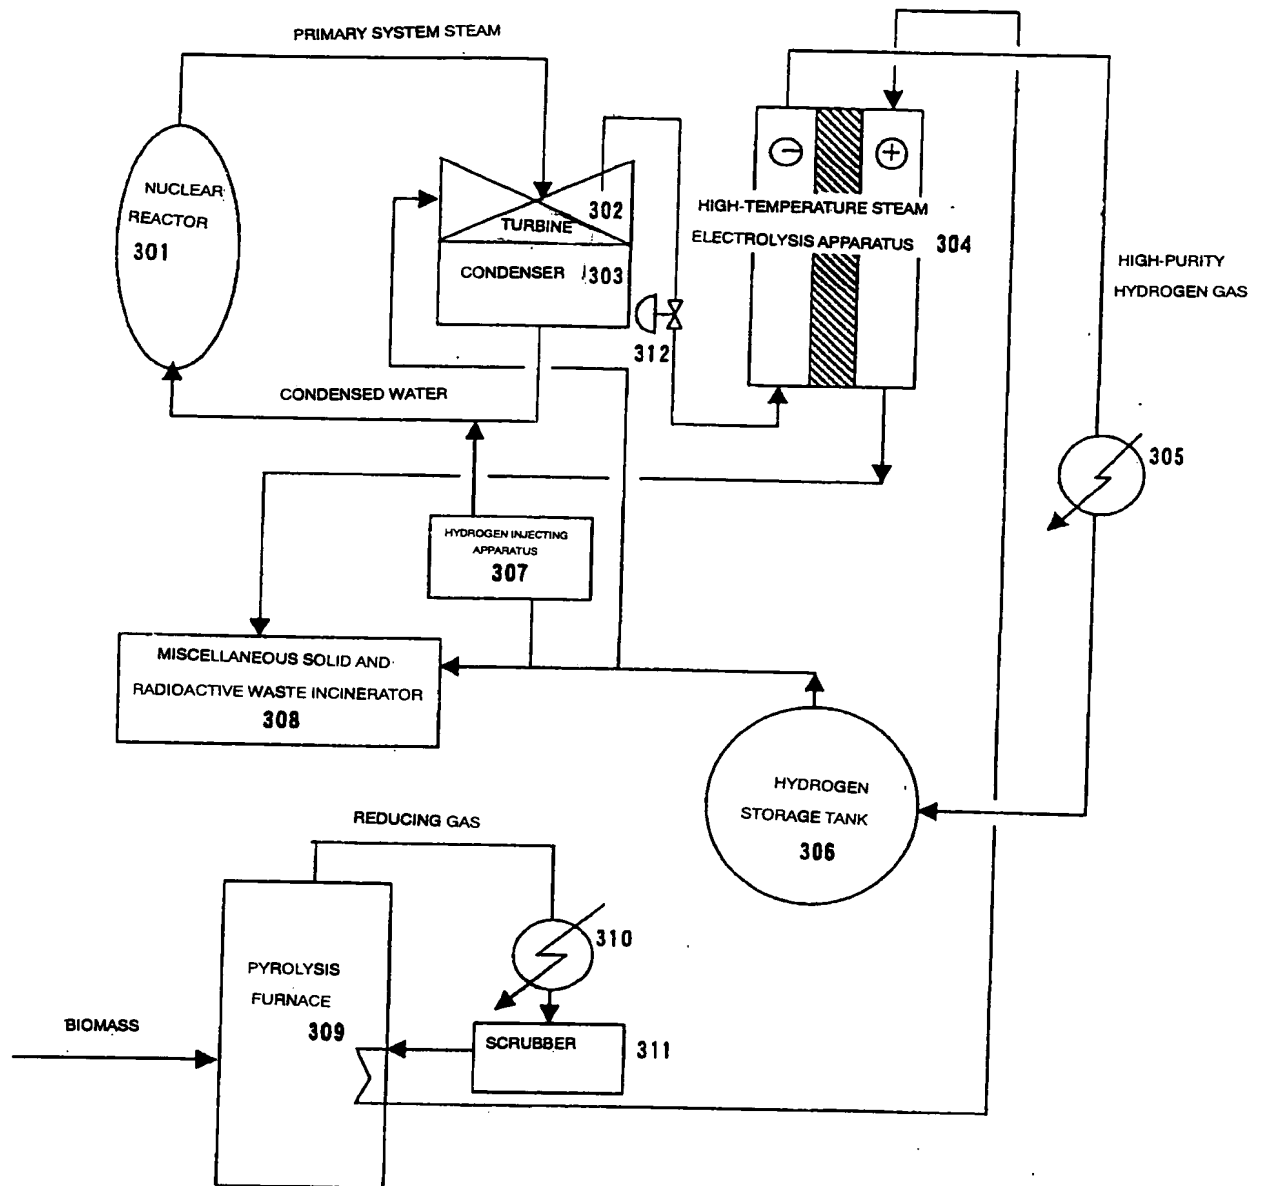 PRIMARY SYSTEM STEAM
NUCLEAR
REACTOR
301
302
TURBINE
CONDENSER 303
312
CONDENSED WATER
− +
HIGH-TEMPERATURE STEAM
ELECTROLYSIS APPARATUS 304
HIGH-PURITY
HYDROGEN GAS
305
HYDROGEN INJECTING
APPARATUS
307
MISCELLANEOUS SOLID AND
RADIOACTIVE WASTE INCINERATOR
308
HYDROGEN
STORAGE TANK
306
REDUCING GAS
310
PYROLYSIS
FURNACE
309
BIOMASS
SCRUBBER
311